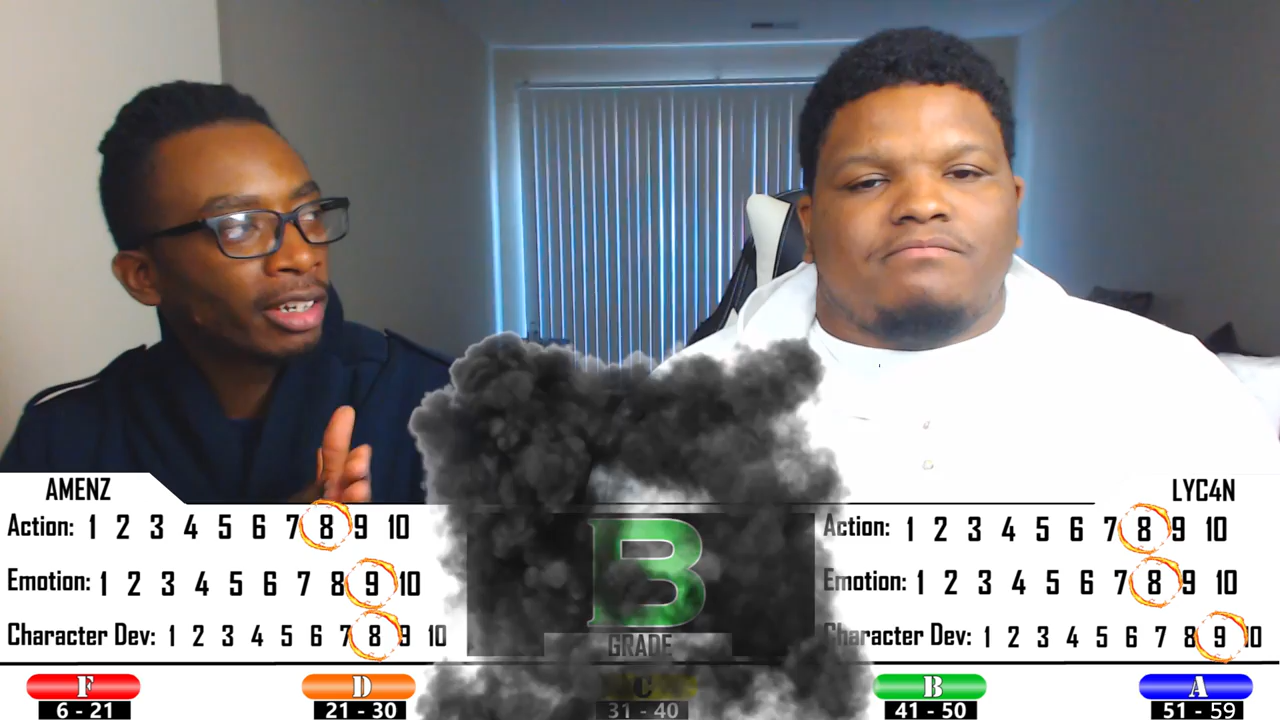 AMENZ
Action: 1 2 3 4 5 6 7 8 9 10
Emotion: 1 2 3 4 5 6 7 8 9 10
Character Dev: 1 2 3 4 5 6 7 8 9 10
B
GRADE
LYC4N
Action: 1 2 3 4 5 6 7 8 9 10
Emotion: 1 2 3 4 5 6 7 8 9 10
Character Dev: 1 2 3 4 5 6 7 8 9 10
F
6 - 21
D
21 - 30
C
31 - 40
B
41 - 50
A
51 - 59